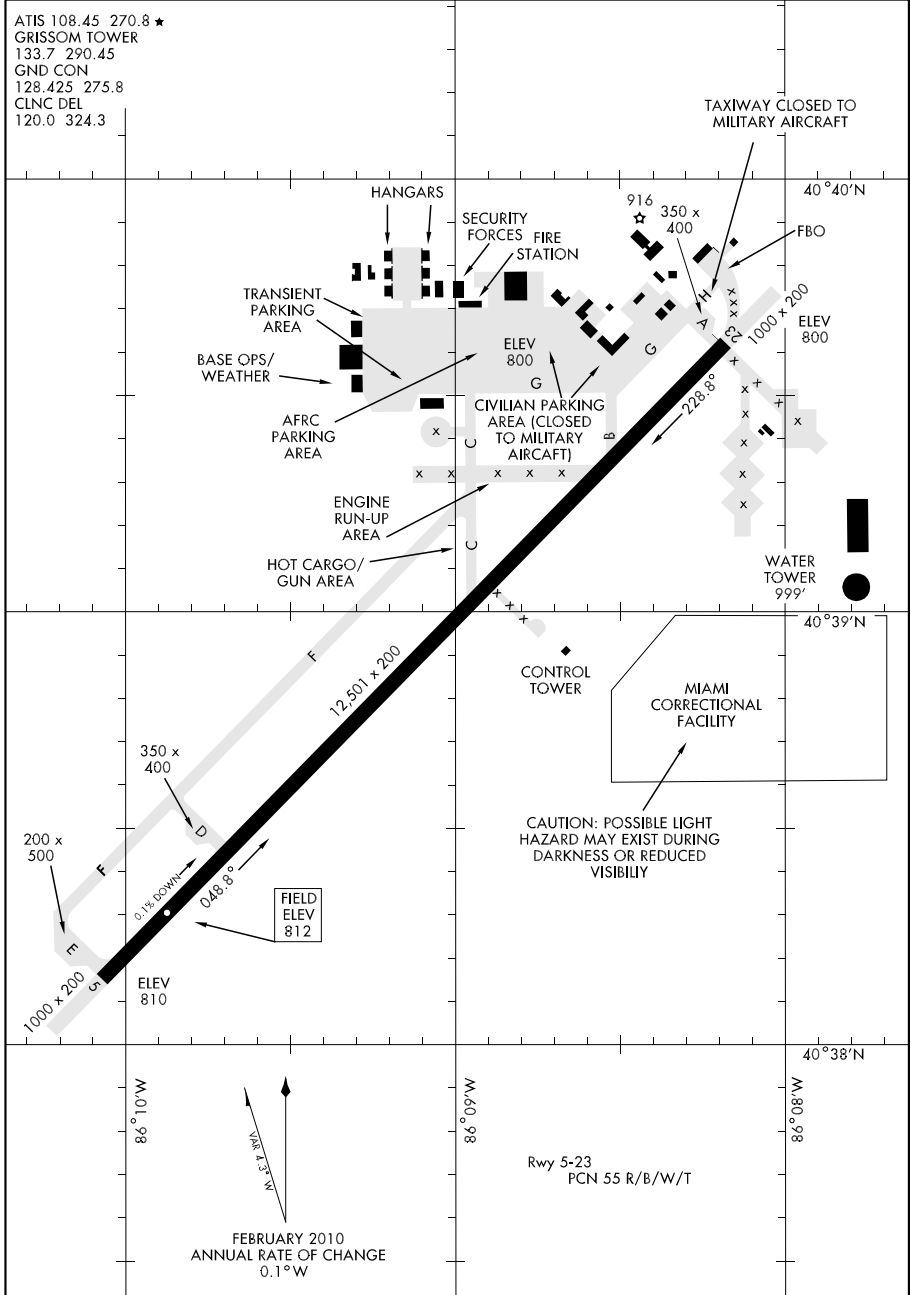 ATIS 108.45 270.8 ★
GRISSOM TOWER
133.7 290.45
GND CON
128.425 275.8
CLNC DEL
120.0 324.3
TAXIWAY CLOSED TO
MILITARY AIRCRAFT
40°40'N
HANGARS
SECURITY
FORCES
FIRE
STATION
916
350 x
400
FBO
TRANSIENT
PARKING
AREA
H
A
23
1000 x 200
ELEV
800
BASE OPS/
WEATHER
ELEV
800
G
G
228.8°
AFRC
PARKING
AREA
CIVILIAN PARKING
AREA (CLOSED
TO MILITARY
AIRCAFT)
B
C
x
x x x x x
x x x x
x x x
x x x x x
x
ENGINE
RUN-UP
AREA
C
HOT CARGO/
GUN AREA
WATER
TOWER
999'
x x x
40°39'N
F
12,501 x 200
CONTROL
TOWER
MIAMI
CORRECTIONAL
FACILITY
350 x
400
D
CAUTION: POSSIBLE LIGHT
HAZARD MAY EXIST DURING
DARKNESS OR REDUCED
VISIBILIY
200 x
500
F
0.1% DOWN
048.8°
FIELD
ELEV
812
E
5
1000 x 200
ELEV
810
40°38'N
86°10'W
86°09'W
86°08'W
VAR 4.3° W
Rwy 5-23
PCN 55 R/B/W/T
FEBRUARY 2010
ANNUAL RATE OF CHANGE
0.1°W